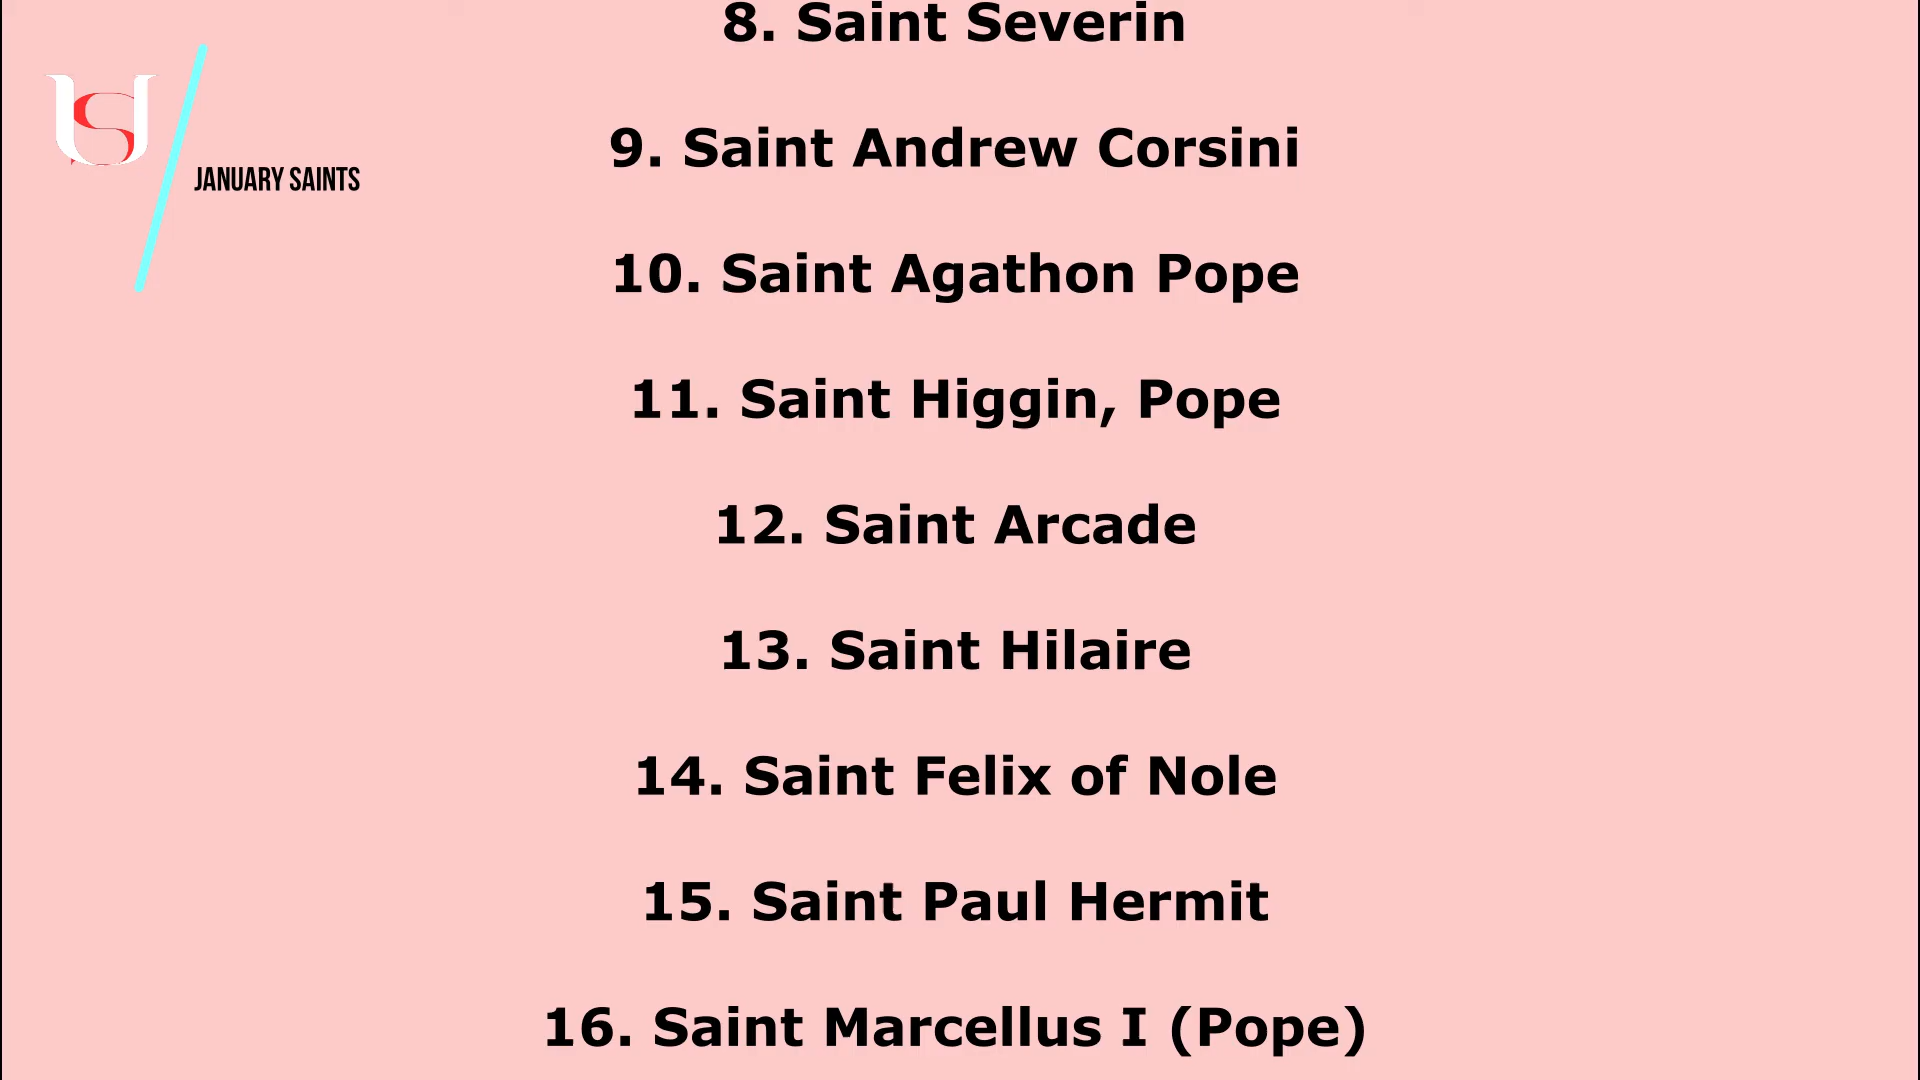 8. Saint Severin
US
JANUARY SAINTS
9. Saint Andrew Corsini
10. Saint Agathon Pope
11. Saint Higgin, Pope
12. Saint Arcade
13. Saint Hilaire
14. Saint Felix of Nole
15. Saint Paul Hermit
16. Saint Marcellus I (Pope)